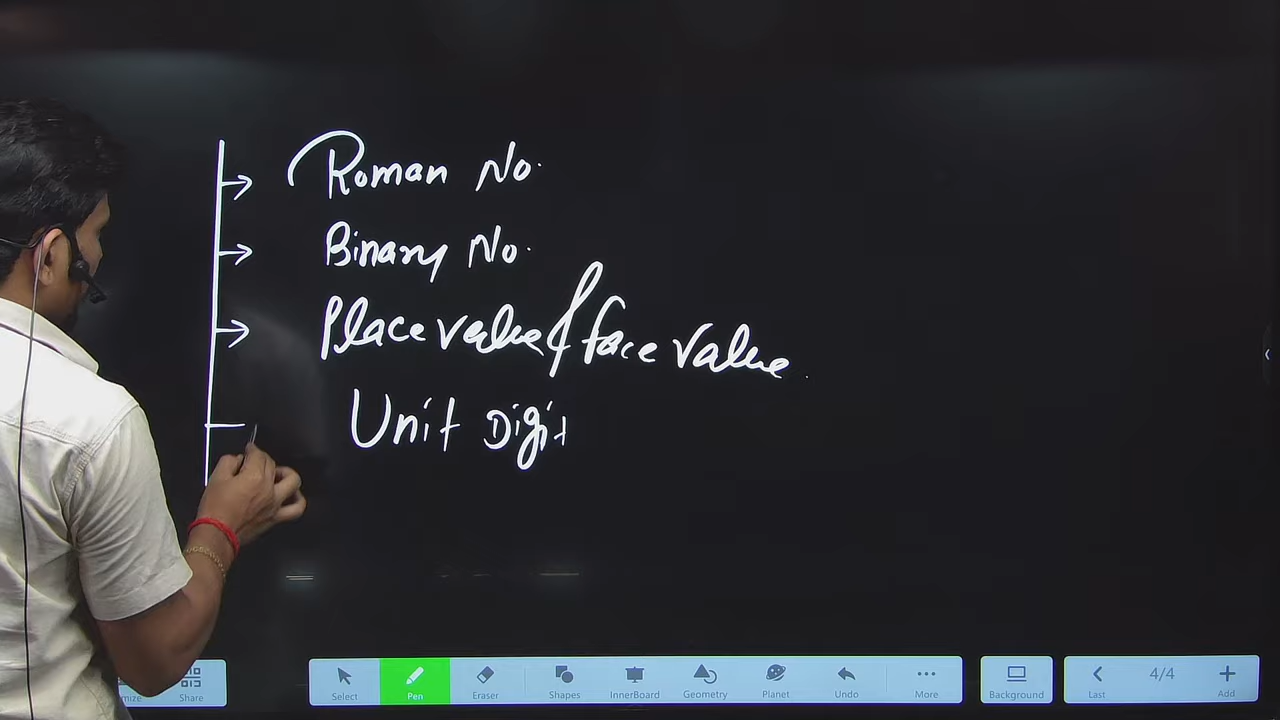 Roman No.
Binary No.
Place value & face value.
Unit Digit
mize Share Select Pen Eraser Shapes InnerBoard Geometry Planet Undo More Background Last 4/4 Add